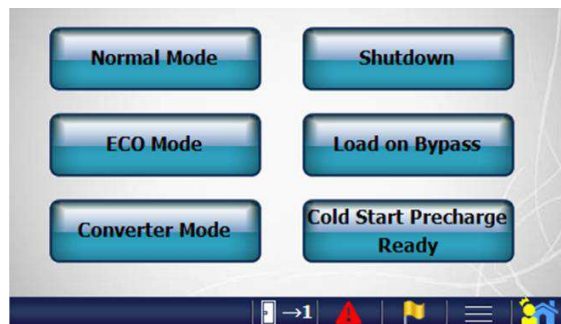 Normal Mode
Shutdown
ECO Mode
Load on Bypass
Converter Mode
Cold Start Precharge
Ready
→1